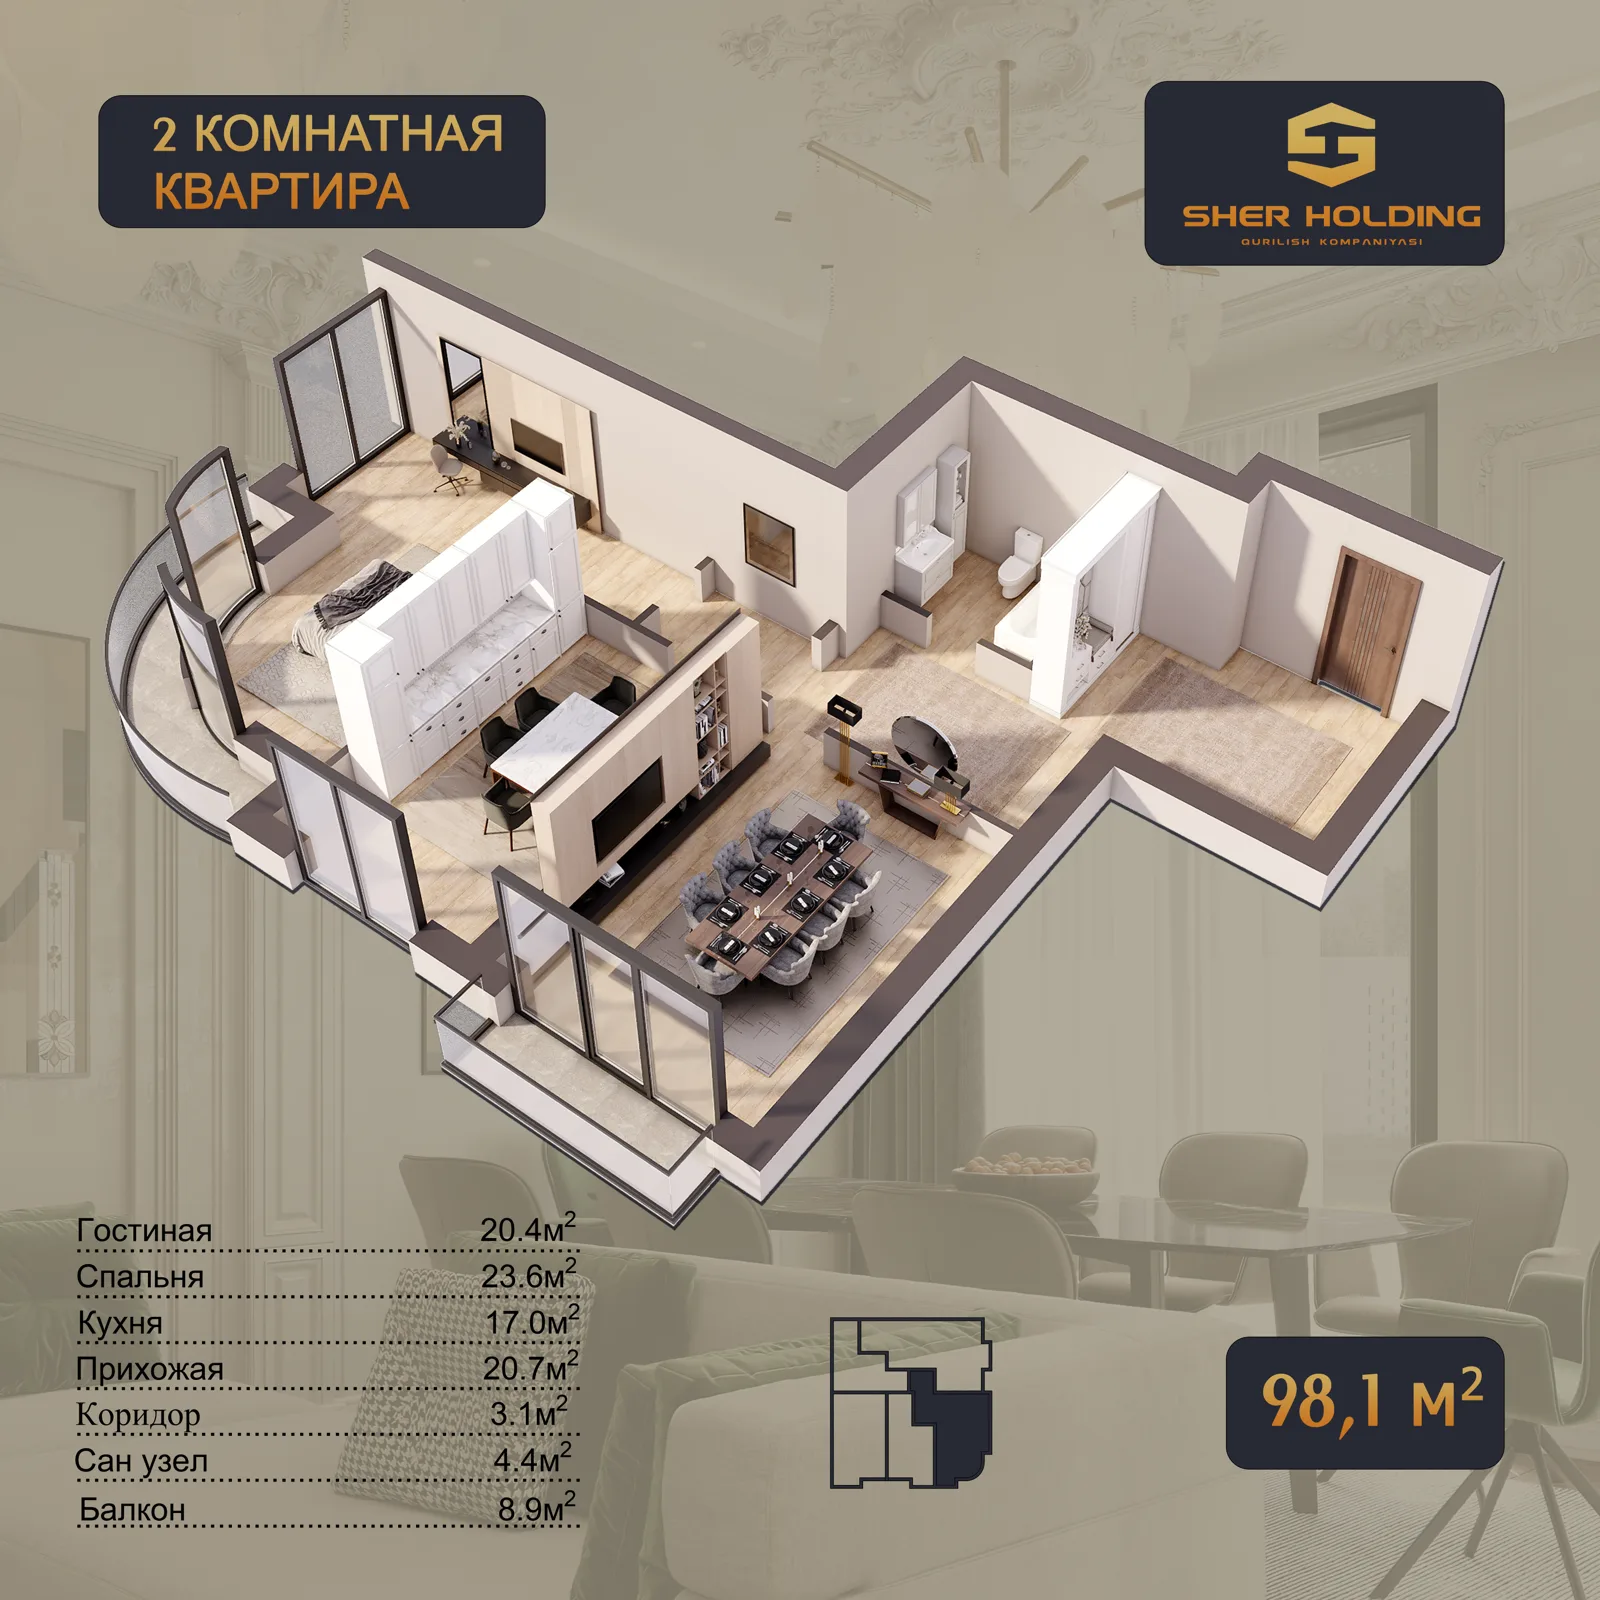 2 КОМНАТНАЯ
КВАРТИРА
SHER HOLDING
QURILISH KOMPANIYASI
Гостиная 20.4м²
Спальня 23.6м²
Кухня 17.0м²
Прихожая 20.7м²
Коридор 3.1м²
Сан узел 4.4м²
Балкон 8.9м²
98,1 м²